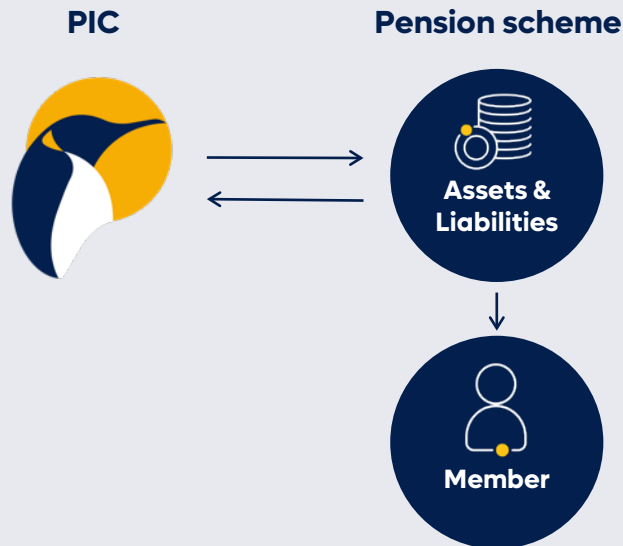 PIC
Pension scheme
Assets &
Liabilities
Member